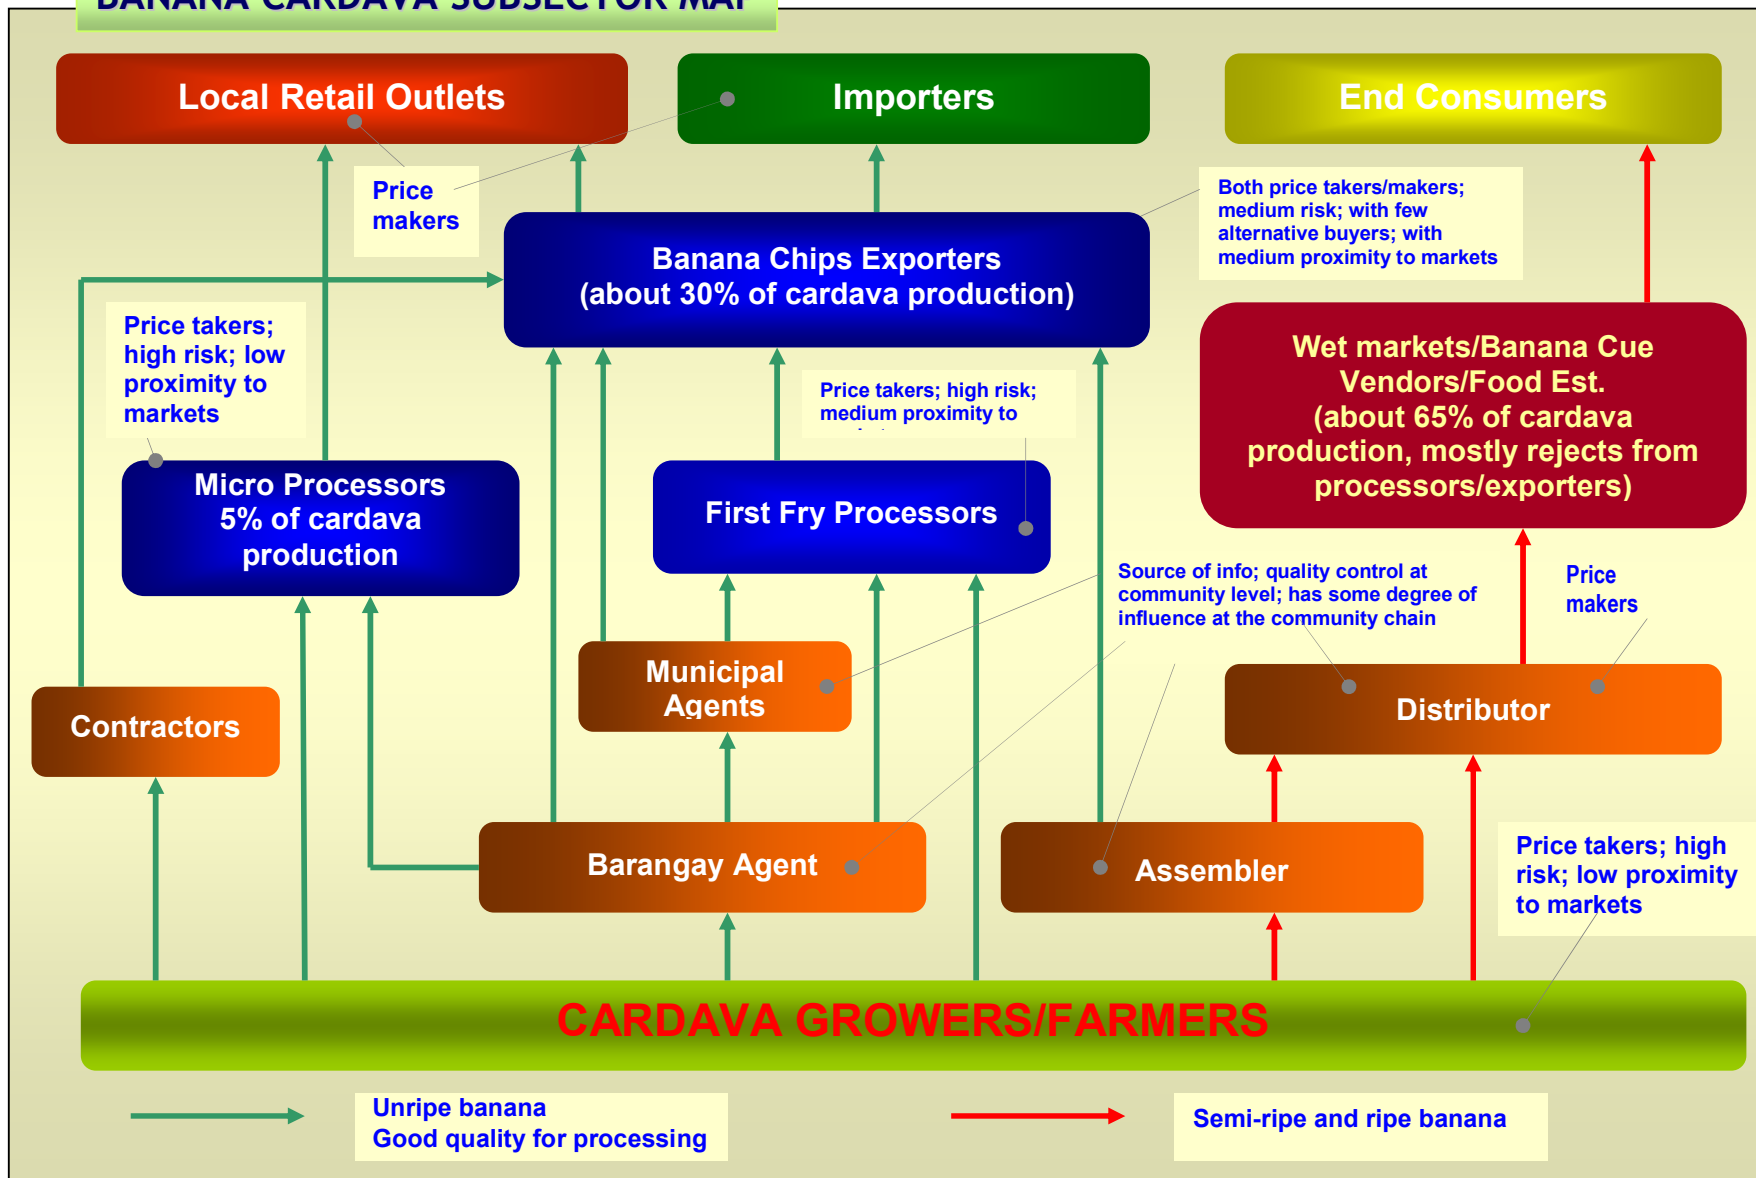 BANANA CARDAVA SUBSECTOR MAP
Local Retail Outlets
Importers
End Consumers
Price
makers
Both price takers/makers;
medium risk; with few
alternative buyers; with
medium proximity to markets
Banana Chips Exporters
(about 30% of cardava production)
Price takers;
high risk; low
proximity to
markets
Price takers; high risk;
medium proximity to
Wet markets/Banana Cue
Vendors/Food Est.
(about 65% of cardava
production, mostly rejects from
processors/exporters)
Micro Processors
5% of cardava
production
First Fry Processors
Source of info; quality control at
community level; has some degree of
influence at the community chain
Price
makers
Municipal
Agents
Contractors
Distributor
Barangay Agent
Assembler
Price takers; high
risk; low proximity
to markets
CARDAVA GROWERS/FARMERS
Unripe banana
Good quality for processing
Semi-ripe and ripe banana